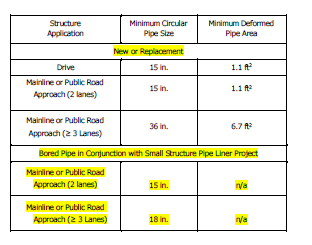 Structure Application Minimum Circular Pipe Size Minimum Deformed Pipe Area
New or Replacement
Drive 15 in. 1.1 ft²
Mainline or Public Road Approach (2 lanes) 15 in. 1.1 ft²
Mainline or Public Road Approach (≥ 3 Lanes) 36 in. 6.7 ft²
Bored Pipe in Conjunction with Small Structure Pipe Liner Project
Mainline or Public Road Approach (2 lanes) 15 in. n/a
Mainline or Public Road Approach (≥ 3 Lanes) 18 in. n/a